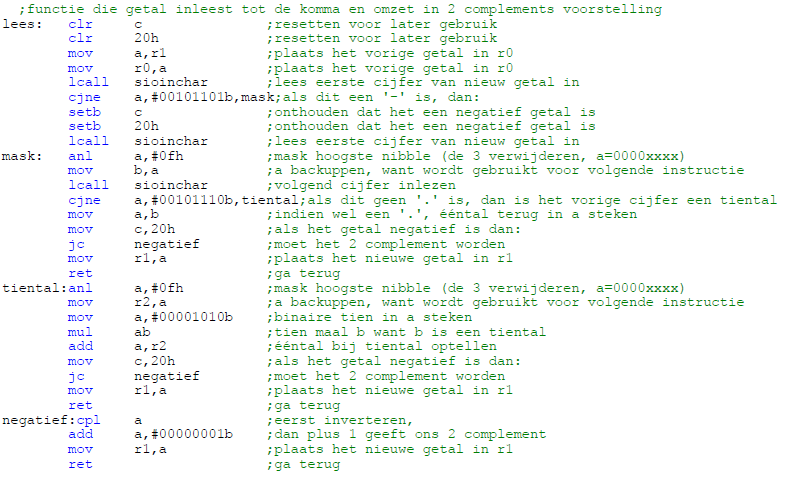 ;functie die getal inleest tot de komma en omzet in 2 complements voorstelling
lees: clr c ;resetten voor later gebruik
clr 20h ;resetten voor later gebruik
mov a,r1 ;plaats het vorige getal in r0
mov r0,a ;plaats het vorige getal in r0
lcall sioinchar ;lees eerste cijfer van nieuw getal in
cjne a,#00101101b,mask;als dit een '-' is, dan:
setb c ;onthouden dat het een negatief getal is
setb 20h ;onthouden dat het een negatief getal is
lcall sioinchar ;lees eerste cijfer van nieuw getal in
mask: anl a,#0fh ;mask hoogste nibble (de 3 verwijderen, a=0000xxxx)
mov b,a ;a backuppen, want wordt gebruikt voor volgende instructie
lcall sioinchar ;volgend cijfer inlezen
cjne a,#00101110b,tiental;als dit geen '.' is, dan is het vorige cijfer een tiental
mov a,b ;indien wel een '.', ééntal terug in a steken
mov c,20h ;als het getal negatief is dan:
jc negatief ;moet het 2 complement worden
mov r1,a ;plaats het nieuwe getal in r1
ret ;ga terug
tiental:anl a,#0fh ;mask hoogste nibble (de 3 verwijderen, a=0000xxxx)
mov r2,a ;a backuppen, want wordt gebruikt voor volgende instructie
mov a,#00001010b ;binaire tien in a steken
mul ab ;tien maal b want b is een tiental
add a,r2 ;ééntal bij tiental optellen
mov c,20h ;als het getal negatief is dan:
jc negatief ;moet het 2 complement worden
mov r1,a ;plaats het nieuwe getal in r1
ret ;ga terug
negatief:cpl a ;eerst inverteren,
add a,#00000001b ;dan plus 1 geeft ons 2 complement
mov r1,a ;plaats het nieuwe getal in r1
ret ;ga terug